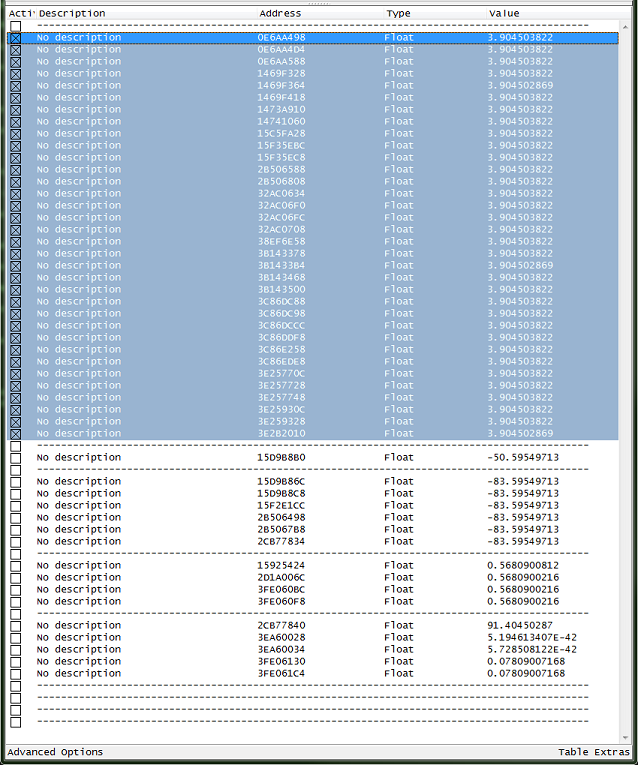 Acti Description Address Type Value
--------------------------------------------------------------------------------
No description 0E6AA498 Float 3.904503822
No description 0E6AA4D4 Float 3.904503822
No description 0E6AA588 Float 3.904503822
No description 1469F328 Float 3.904503822
No description 1469F364 Float 3.904502869
No description 1469F418 Float 3.904503822
No description 1473A910 Float 3.904503822
No description 14741060 Float 3.904503822
No description 15C5FA28 Float 3.904503822
No description 15F35EBC Float 3.904503822
No description 15F35EC8 Float 3.904503822
No description 2B506588 Float 3.904503822
No description 2B506808 Float 3.904503822
No description 32AC0634 Float 3.904503822
No description 32AC06F0 Float 3.904503822
No description 32AC06FC Float 3.904503822
No description 32AC0708 Float 3.904503822
No description 38EF6E58 Float 3.904503822
No description 3B143378 Float 3.904503822
No description 3B1433B4 Float 3.904502869
No description 3B143468 Float 3.904503822
No description 3B143500 Float 3.904503822
No description 3C86DC88 Float 3.904503822
No description 3C86DC98 Float 3.904503822
No description 3C86DCCC Float 3.904503822
No description 3C86DDF8 Float 3.904503822
No description 3C86E258 Float 3.904503822
No description 3C86EDE8 Float 3.904503822
No description 3E25770C Float 3.904503822
No description 3E257728 Float 3.904503822
No description 3E257748 Float 3.904503822
No description 3E25930C Float 3.904503822
No description 3E259328 Float 3.904503822
No description 3E2B2010 Float 3.904502869
--------------------------------------------------------------------------------
No description 15D9B8B0 Float -50.59549713
--------------------------------------------------------------------------------
No description 15D9B86C Float -83.59549713
No description 15D9B8C8 Float -83.59549713
No description 15F2E1CC Float -83.59549713
No description 2B506498 Float -83.59549713
No description 2B5067B8 Float -83.59549713
No description 2CB77834 Float -83.59549713
--------------------------------------------------------------------------------
No description 15925424 Float 0.5680900812
No description 2D1A006C Float 0.5680900216
No description 3FE060BC Float 0.5680900216
No description 3FE060F8 Float 0.5680900216
--------------------------------------------------------------------------------
No description 2CB77840 Float 91.40450287
No description 3EA60028 Float 5.194613407E-42
No description 3EA60034 Float 5.728508122E-42
No description 3FE06130 Float 0.07809007168
No description 3FE061C4 Float 0.07809007168
--------------------------------------------------------------------------------
--------------------------------------------------------------------------------
--------------------------------------------------------------------------------
--------------------------------------------------------------------------------
Advanced Options Table Extras